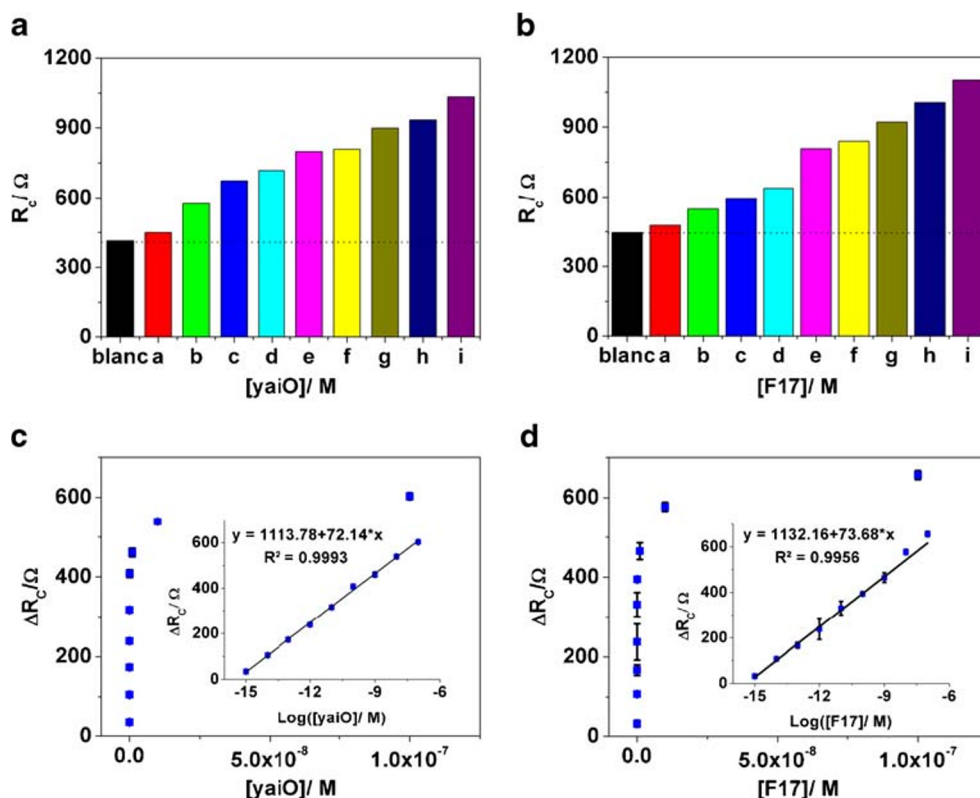 a
1200
900
600
300
0
R_c/ Ω
blanc a b c d e f g h i
[yaiO]/ M
b
1200
900
600
300
0
R_c/ Ω
blanc a b c d e f g h i
[F17]/ M
c
600
400
200
0
ΔR_c/Ω
0.0 5.0x10⁻⁸ 1.0x10⁻⁷
[yaiO]/ M
y = 1113.78+72.14*x
R² = 0.9993
600
400
200
0
ΔR_c/ Ω
-15 -12 -9 -6
Log([yaiO]/ M)
d
600
400
200
0
ΔR_c/Ω
0.0 5.0x10⁻⁸ 1.0x10⁻⁷
[F17]/ M
y = 1132.16+73.68*x
R² = 0.9956
600
400
200
0
ΔR_c/ Ω
-15 -12 -9 -6
Log([F17]/ M)